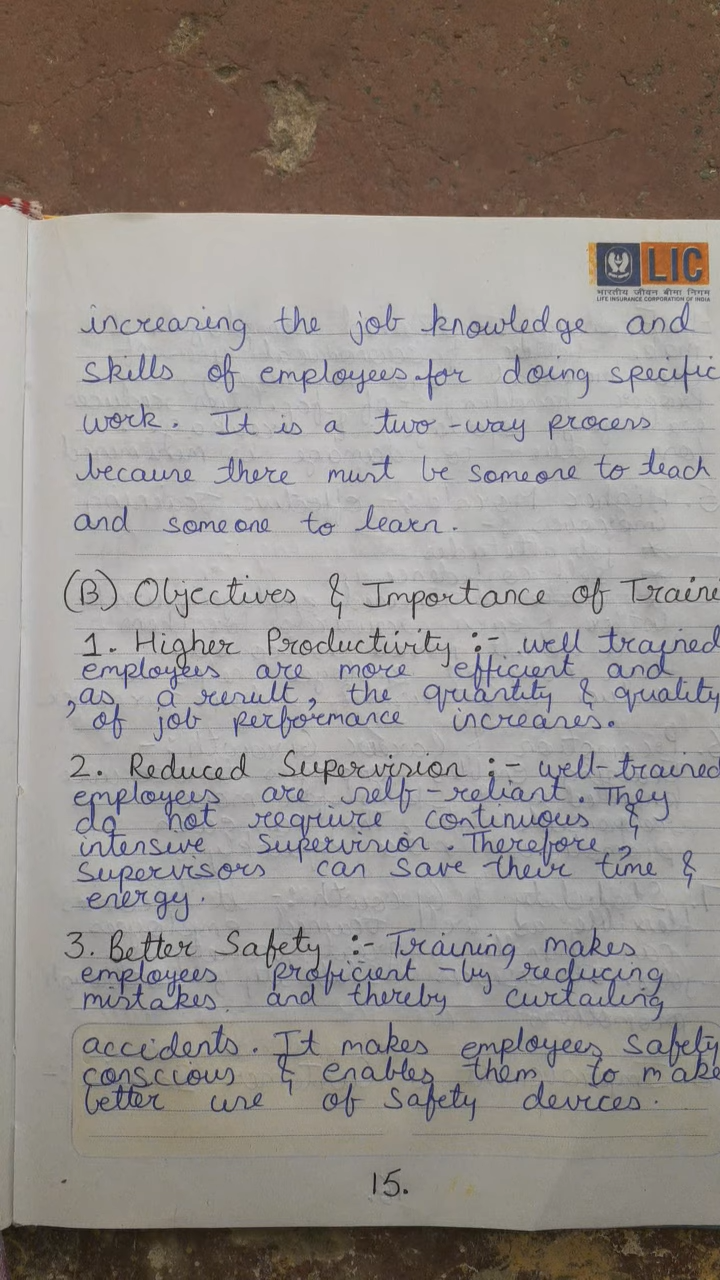 LIC
भारतीय जीवन बीमा निगम
LIFE INSURANCE CORPORATION OF INDIA
increasing the job knowledge and
skills of employees for doing specific
work. It is a two-way process
because there must be someone to teach
and someone to learn.
(B) Objectives & Importance of Traini
1. Higher Productivity :- well trained
employees are more efficient and
, as a result, the quantity & quality
of job performance increases.
2. Reduced Supervision :- well-trained
employees are self-reliant. They
do not require continuous &
intensive Supervision. Therefore,
Supervisors can save their time &
energy.
3. Better Safety :- Training makes
employees proficient -by reducing
mistakes and thereby curtailing
accidents. It makes employees safety
conscious & enables them to make
better use of safety devices.
15.